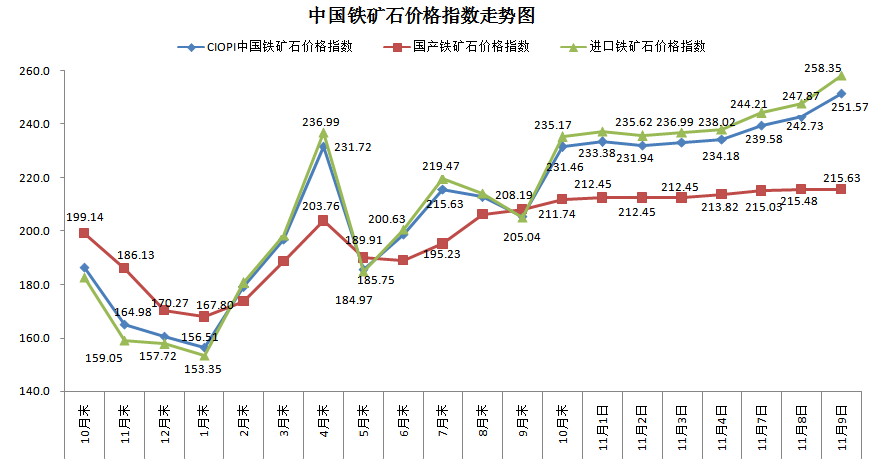 中国铁矿石价格指数走势图
CIOPI中国铁矿石价格指数 国产铁矿石价格指数 进口铁矿石价格指数
260.0
240.0
220.0
200.0
180.0
160.0
140.0
199.14
186.13
170.27
167.80
164.98
156.51
159.05
157.72
153.35
236.99
231.72
203.76
189.91
185.75
184.97
200.63
219.47
215.63
195.23
208.19
205.04
235.17
231.46
211.74
233.38
212.45
235.62
231.94
212.45
236.99
212.45
238.02
234.18
213.82
244.21
239.58
215.03
247.87
242.73
215.48
258.35
251.57
215.63
10月末
11月末
12月末
1月末
2月末
3月末
4月末
5月末
6月末
7月末
8月末
9月末
10月末
11月1日
11月2日
11月3日
11月4日
11月7日
11月8日
11月9日